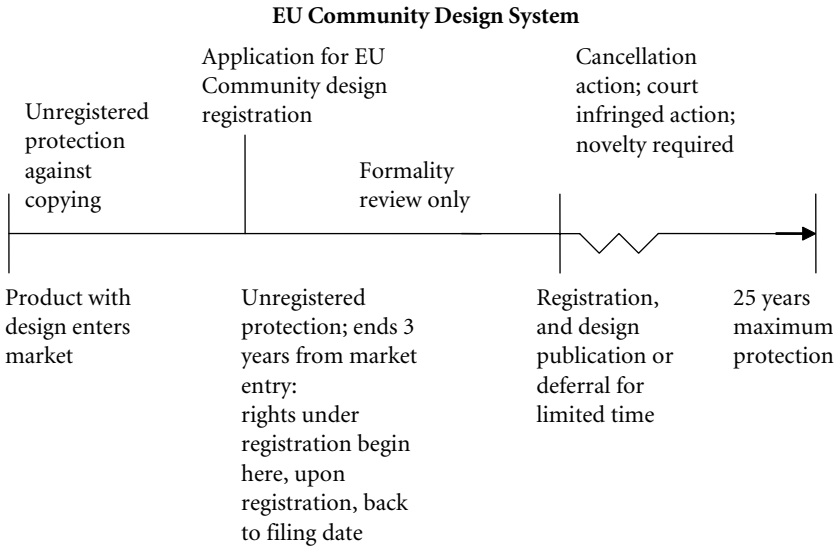 EU Community Design System
Unregistered
protection
against
copying
Application for EU
Community design
registration
Formality
review only
Cancellation
action; court
infringed action;
novelty required
Product with
design enters
market
Unregistered
protection; ends 3
years from market
entry:
rights under
registration begin
here, upon
registration, back
to filing date
Registration,
and design
publication or
deferral for
limited time
25 years
maximum
protection